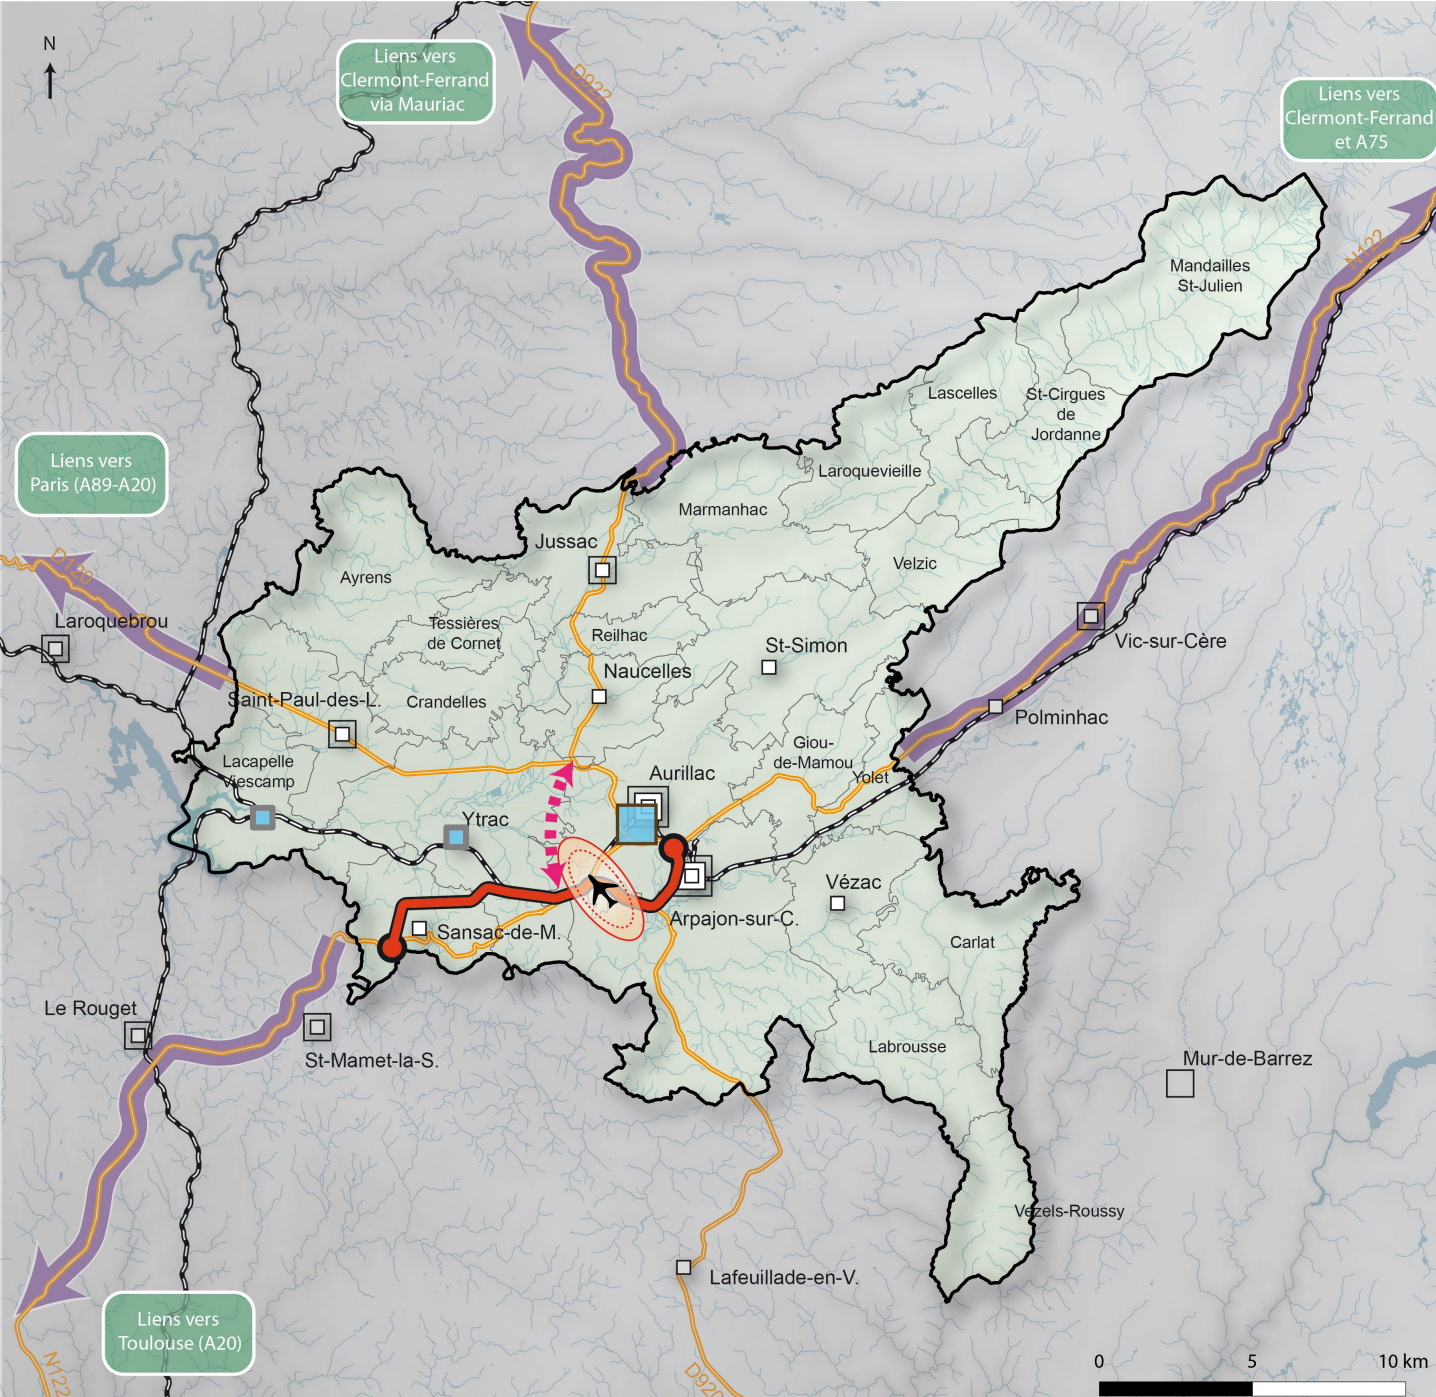 N
Liens vers
Clermont-Ferrand
via Mauriac
D922
Liens vers
Clermont-Ferrand
et A75
N122
Mandailles
St-Julien
Lascelles
St-Cirgues
de
Jordanne
Laroquevieille
Liens vers
Paris (A89-A20)
Marmanhac
Jussac
D120
Ayrens
Velzic
Laroquebrou
Tessières
de Cornet
Reilhac
St-Simon
Vic-sur-Cère
Naucelles
Saint-Paul-des-L.
Crandelles
Polminhac
Giou-
de-Mamou
Lacapelle
Viescamp
Aurillac
Yolet
Ytrac
Vézac
Arpajon-sur-C.
Sansac-de-M.
Carlat
Le Rouget
St-Mamet-la-S.
Labrousse
Mur-de-Barrez
Vezels-Roussy
Lafeuillade-en-V.
Liens vers
Toulouse (A20)
N122
D920
0 5 10 km